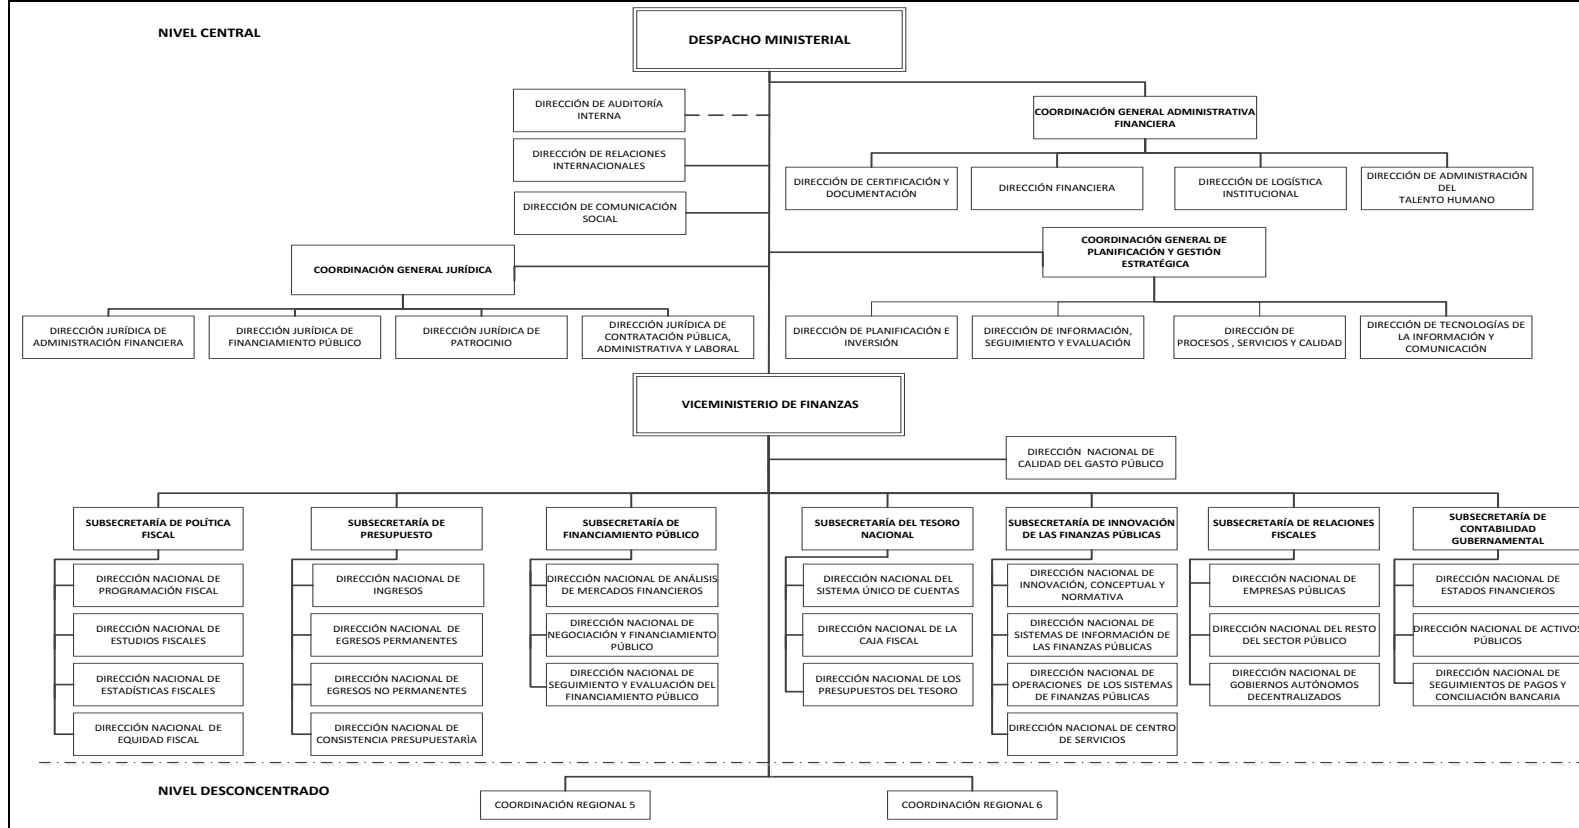 NIVEL CENTRAL
DESPACHO MINISTERIAL
DIRECCIÓN DE AUDITORÍA
INTERNA
COORDINACIÓN GENERAL ADMINISTRATIVA
FINANCIERA
DIRECCIÓN DE RELACIONES
INTERNACIONALES
DIRECCIÓN DE CERTIFICACIÓN Y
DOCUMENTACIÓN
DIRECCIÓN FINANCIERA
DIRECCIÓN DE LOGÍSTICA
INSTITUCIONAL
DIRECCIÓN DE ADMINISTRACIÓN
DEL
TALENTO HUMANO
DIRECCIÓN DE COMUNICACIÓN
SOCIAL
COORDINACIÓN GENERAL JURÍDICA
COORDINACIÓN GENERAL DE
PLANIFICACIÓN Y GESTIÓN
ESTRATÉGICA
DIRECCIÓN JURÍDICA DE
ADMINISTRACIÓN FINANCIERA
DIRECCIÓN JURÍDICA DE
FINANCIAMIENTO PÚBLICO
DIRECCIÓN JURÍDICA DE
PATROCINIO
DIRECCIÓN JURÍDICA DE
CONTRATACIÓN PÚBLICA,
ADMINISTRATIVA Y LABORAL
DIRECCIÓN DE PLANIFICACIÓN E
INVERSIÓN
DIRECCIÓN DE INFORMACIÓN,
SEGUIMIENTO Y EVALUACIÓN
DIRECCIÓN DE
PROCESOS , SERVICIOS Y CALIDAD
DIRECCIÓN DE TECNOLOGÍAS DE
LA INFORMACIÓN Y
COMUNICACIÓN
VICEMINISTERIO DE FINANZAS
DIRECCIÓN NACIONAL DE
CALIDAD DEL GASTO PÚBLICO
SUBSECRETARÍA DE POLÍTICA
FISCAL
DIRECCIÓN NACIONAL DE
PROGRAMACIÓN FISCAL
DIRECCIÓN NACIONAL DE
ESTUDIOS FISCALES
DIRECCIÓN NACIONAL DE
ESTADÍSTICAS FISCALES
DIRECCIÓN NACIONAL DE
EQUIDAD FISCAL
SUBSECRETARÍA DE
PRESUPUESTO
DIRECCIÓN NACIONAL DE
INGRESOS
DIRECCIÓN NACIONAL DE
EGRESOS PERMANENTES
DIRECCIÓN NACIONAL DE
EGRESOS NO PERMANENTES
DIRECCIÓN NACIONAL DE
CONSISTENCIA PRESUPUESTARÌA
SUBSECRETARÍA DE
FINANCIAMIENTO PÚBLICO
DIRECCIÓN NACIONAL DE ANÁLISIS
DE MERCADOS FINANCIEROS
DIRECCIÓN NACIONAL DE
NEGOCIACIÓN Y FINANCIAMIENTO
PÚBLICO
DIRECCIÓN NACIONAL DE
SEGUIMIENTO Y EVALUACIÓN DEL
FINANCIAMIENTO PÚBLICO
SUBSECRETARÍA DEL TESORO
NACIONAL
DIRECCIÓN NACIONAL DEL
SISTEMA ÚNICO DE CUENTAS
DIRECCIÓN NACIONAL DE LA
CAJA FISCAL
DIRECCIÓN NACIONAL DE LOS
PRESUPUESTOS DEL TESORO
SUBSECRETARÍA DE INNOVACIÓN
DE LAS FINANZAS PÚBLICAS
DIRECCIÓN NACIONAL DE
INNOVACIÓN, CONCEPTUAL Y
NORMATIVA
DIRECCIÓN NACIONAL DE
SISTEMAS DE INFORMACIÓN DE
LAS FINANZAS PÚBLICAS
DIRECCIÓN NACIONAL DE
OPERACIONES DE LOS SISTEMAS
DE FINANZAS PÚBLICAS
DIRECCIÓN NACIONAL DE CENTRO
DE SERVICIOS
SUBSECRETARÍA DE RELACIONES
FISCALES
DIRECCIÓN NACIONAL DE
EMPRESAS PÚBLICAS
DIRECCIÓN NACIONAL DEL RESTO
DEL SECTOR PÚBLICO
DIRECCIÓN NACIONAL DE
GOBIERNOS AUTÓNOMOS
DECENTRALIZADOS
SUBSECRETARÍA DE
CONTABILIDAD
GUBERNAMENTAL
DIRECCIÓN NACIONAL DE
ESTADOS FINANCIEROS
DIRECCIÓN NACIONAL DE ACTIVOS
PÚBLICOS
DIRECCIÓN NACIONAL DE
SEGUIMIENTOS DE PAGOS Y
CONCILIACIÓN BANCARIA
NIVEL DESCONCENTRADO
COORDINACIÓN REGIONAL 5
COORDINACIÓN REGIONAL 6